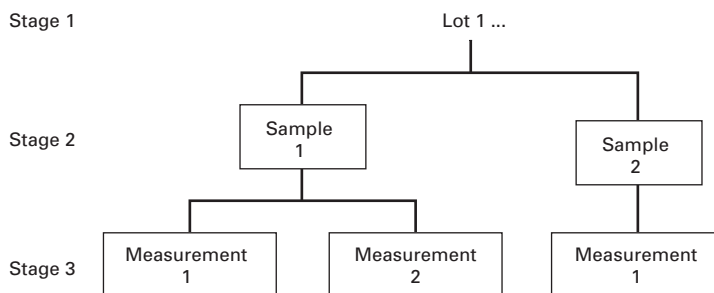 Stage 1
Lot 1 ...
Stage 2
Sample
1
Sample
2
Stage 3
Measurement
1
Measurement
2
Measurement
1